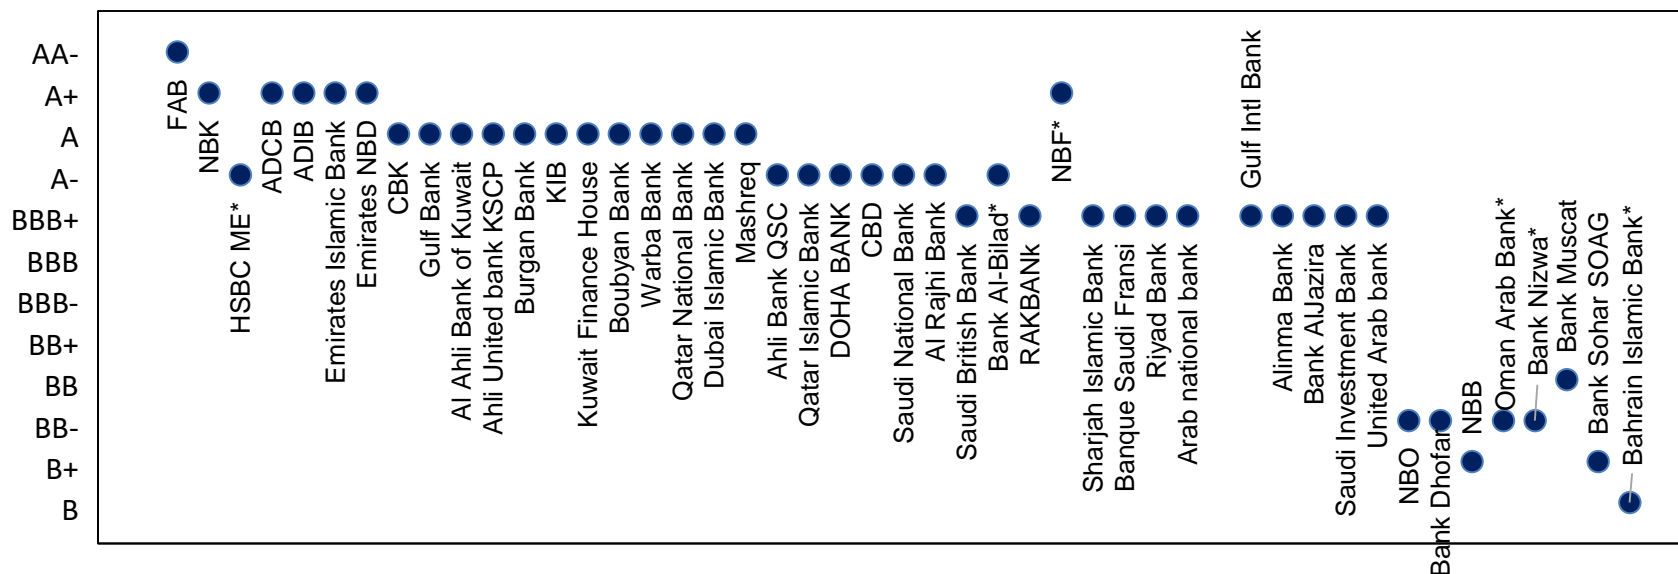 AA-
A+
A
A-
BBB+
BBB
BBB-
BB+
BB
BB-
B+
B
FAB
NBK
HSBC ME*
ADCB
ADIB
Emirates Islamic Bank
Emirates NBD
CBK
Gulf Bank
Al Ahli Bank of Kuwait
Ahli United bank KSCP
Burgan Bank
KIB
Kuwait Finance House
Boubyan Bank
Warba Bank
Qatar National Bank
Dubai Islamic Bank
Mashreq
Ahli Bank QSC
Qatar Islamic Bank
DOHA BANK
CBD
Saudi National Bank
Al Rajhi Bank
Saudi British Bank
Bank Al-Bilad*
RAKBANk
NBF*
Sharjah Islamic Bank
Banque Saudi Fransi
Riyad Bank
Arab national bank
Gulf Intl Bank
Alinma Bank
Bank AlJazira
Saudi Investment Bank
United Arab bank
NBO
Bank Dhofar
NBB
Oman Arab Bank*
Bank Nizwa*
Bank Muscat
Bank Sohar SOAG
Bahrain Islamic Bank*